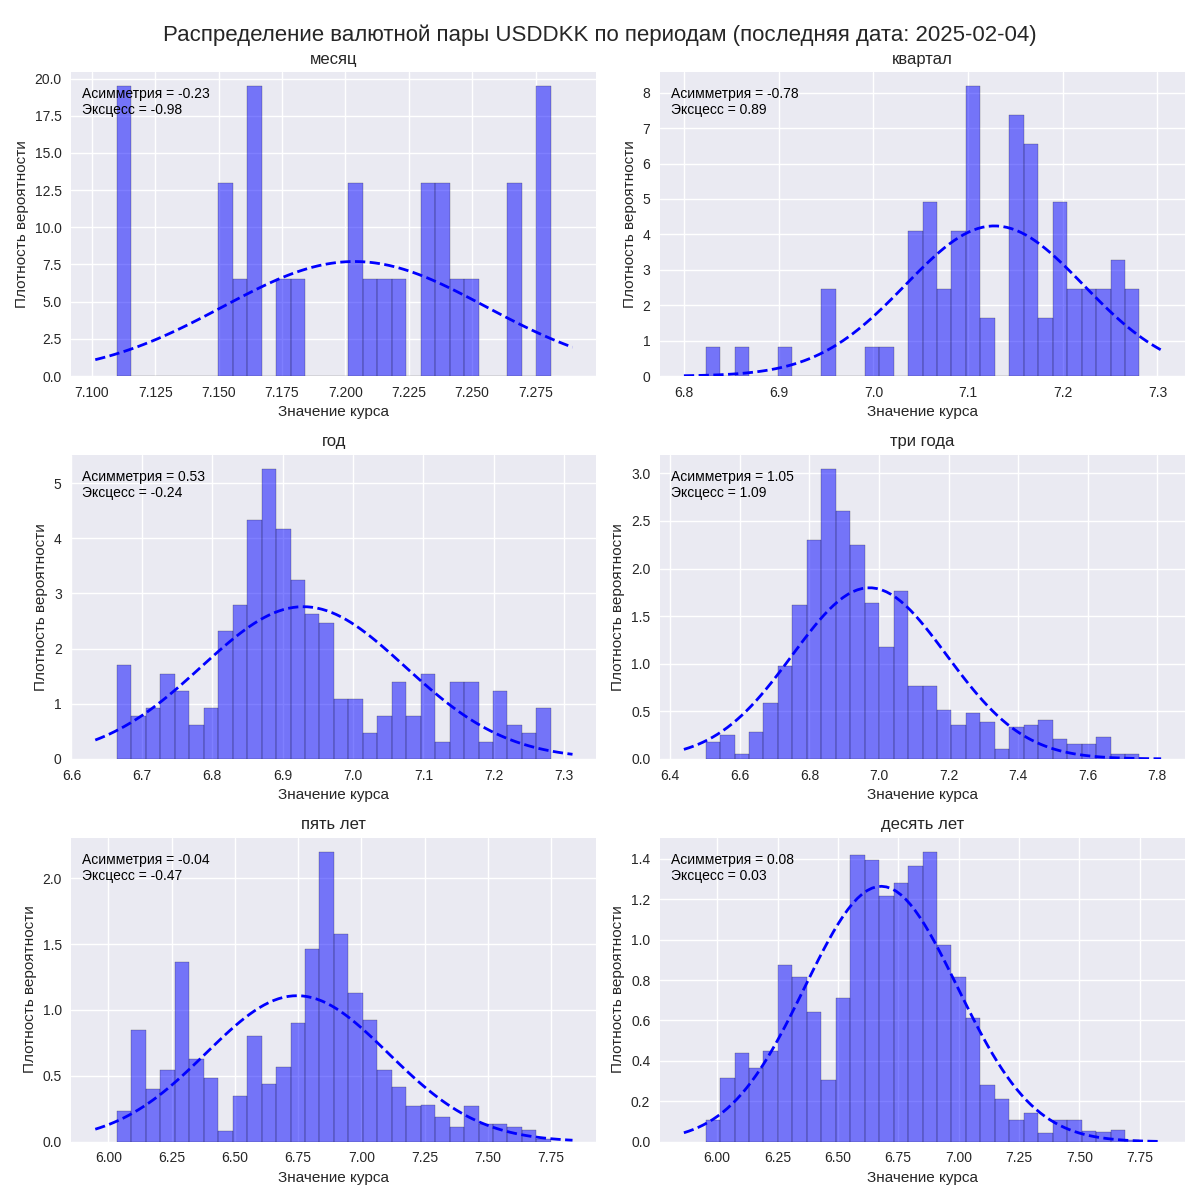 Распределение валютной пары USDDKK по периодам (последняя дата: 2025-02-04)
месяц
Асимметрия = -0.23
Эксцесс = -0.98
Плотность вероятности
20.0
17.5
15.0
12.5
10.0
7.5
5.0
2.5
0.0
7.100 7.125 7.150 7.175 7.200 7.225 7.250 7.275
Значение курса
квартал
Асимметрия = -0.78
Эксцесс = 0.89
Плотность вероятности
8
7
6
5
4
3
2
1
0
6.8 6.9 7.0 7.1 7.2 7.3
Значение курса
год
Асимметрия = 0.53
Эксцесс = -0.24
Плотность вероятности
5
4
3
2
1
0
6.6 6.7 6.8 6.9 7.0 7.1 7.2 7.3
Значение курса
три года
Асимметрия = 1.05
Эксцесс = 1.09
Плотность вероятности
3.0
2.5
2.0
1.5
1.0
0.5
0.0
6.4 6.6 6.8 7.0 7.2 7.4 7.6 7.8
Значение курса
пять лет
Асимметрия = -0.04
Эксцесс = -0.47
Плотность вероятности
2.0
1.5
1.0
0.5
0.0
6.00 6.25 6.50 6.75 7.00 7.25 7.50 7.75
Значение курса
десять лет
Асимметрия = 0.08
Эксцесс = 0.03
Плотность вероятности
1.4
1.2
1.0
0.8
0.6
0.4
0.2
0.0
6.00 6.25 6.50 6.75 7.00 7.25 7.50 7.75
Значение курса